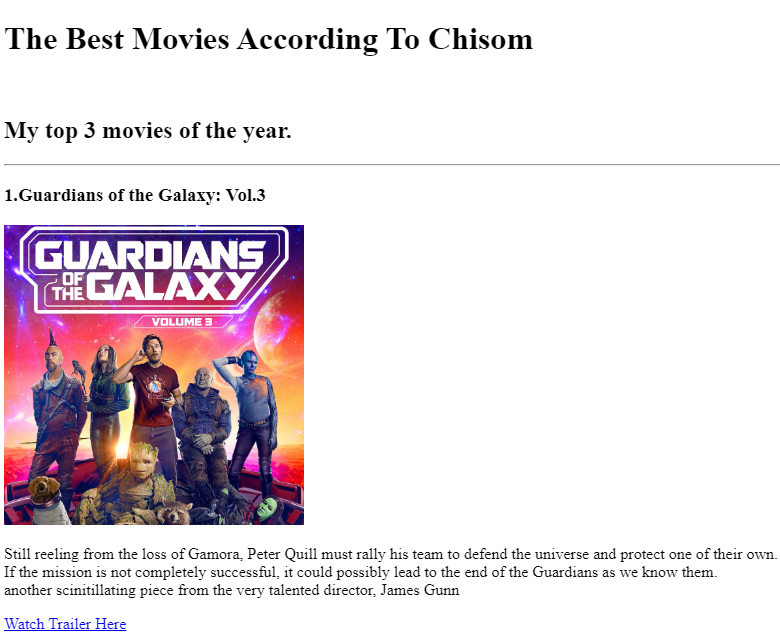 The Best Movies According To Chisom
My top 3 movies of the year.
1.Guardians of the Galaxy: Vol.3
GUARDIANS
OF THE GALAXY
VOLUME 3
Still reeling from the loss of Gamora, Peter Quill must rally his team to defend the universe and protect one of their own.
If the mission is not completely successful, it could possibly lead to the end of the Guardians as we know them.
another scinitillating piece from the very talented director, James Gunn
Watch Trailer Here